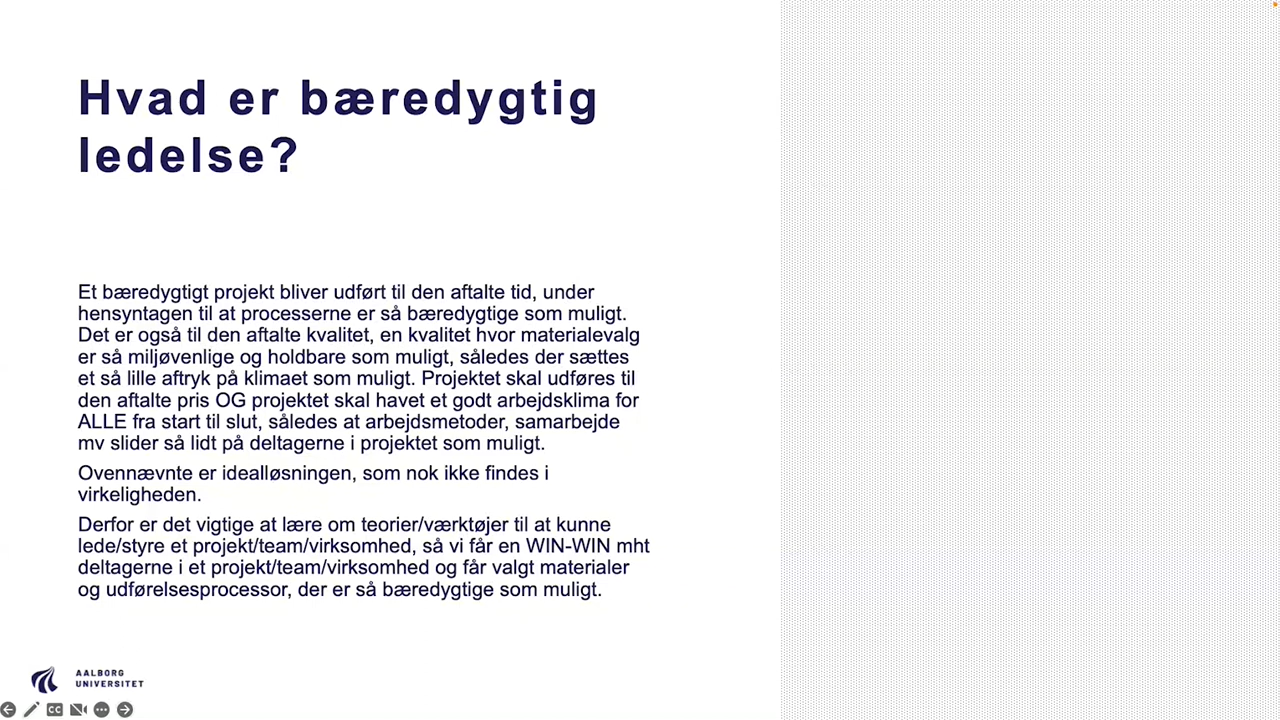 Hvad er bæredygtig
ledelse?
Et bæredygtigt projekt bliver udført til den aftalte tid, under
hensyntagen til at processerne er så bæredygtige som muligt.
Det er også til den aftalte kvalitet, en kvalitet hvor materialevalg
er så miljøvenlige og holdbare som muligt, således der sættes
et så lille aftryk på klimaet som muligt. Projektet skal udføres til
den aftalte pris OG projektet skal havet et godt arbejdsklima for
ALLE fra start til slut, således at arbejdsmetoder, samarbejde
mv slider så lidt på deltagerne i projektet som muligt.
Ovennævnte er idealløsningen, som nok ikke findes i
virkeligheden.
Derfor er det vigtige at lære om teorier/værktøjer til at kunne
lede/styre et projekt/team/virksomhed, så vi får en WIN-WIN mht
deltagerne i et projekt/team/virksomhed og får valgt materialer
og udførelsesprocessor, der er så bæredygtige som muligt.
AALBORG
UNIVERSITET
CC